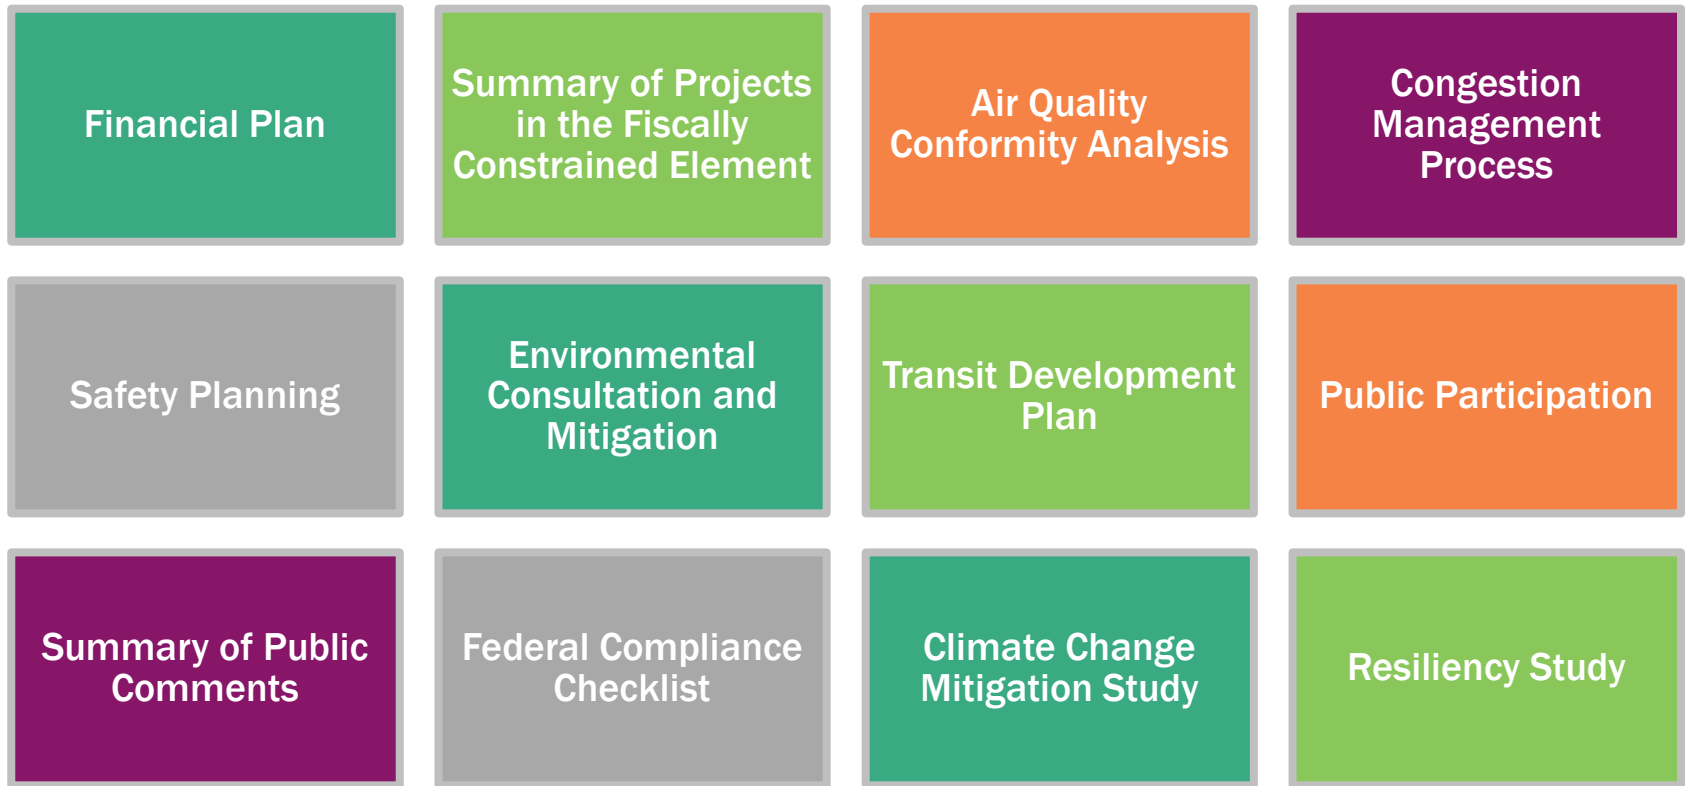 Financial Plan
Summary of Projects
in the Fiscally
Constrained Element
Air Quality
Conformity Analysis
Congestion
Management
Process
Safety Planning
Environmental
Consultation and
Mitigation
Transit Development
Plan
Public Participation
Summary of Public
Comments
Federal Compliance
Checklist
Climate Change
Mitigation Study
Resiliency Study